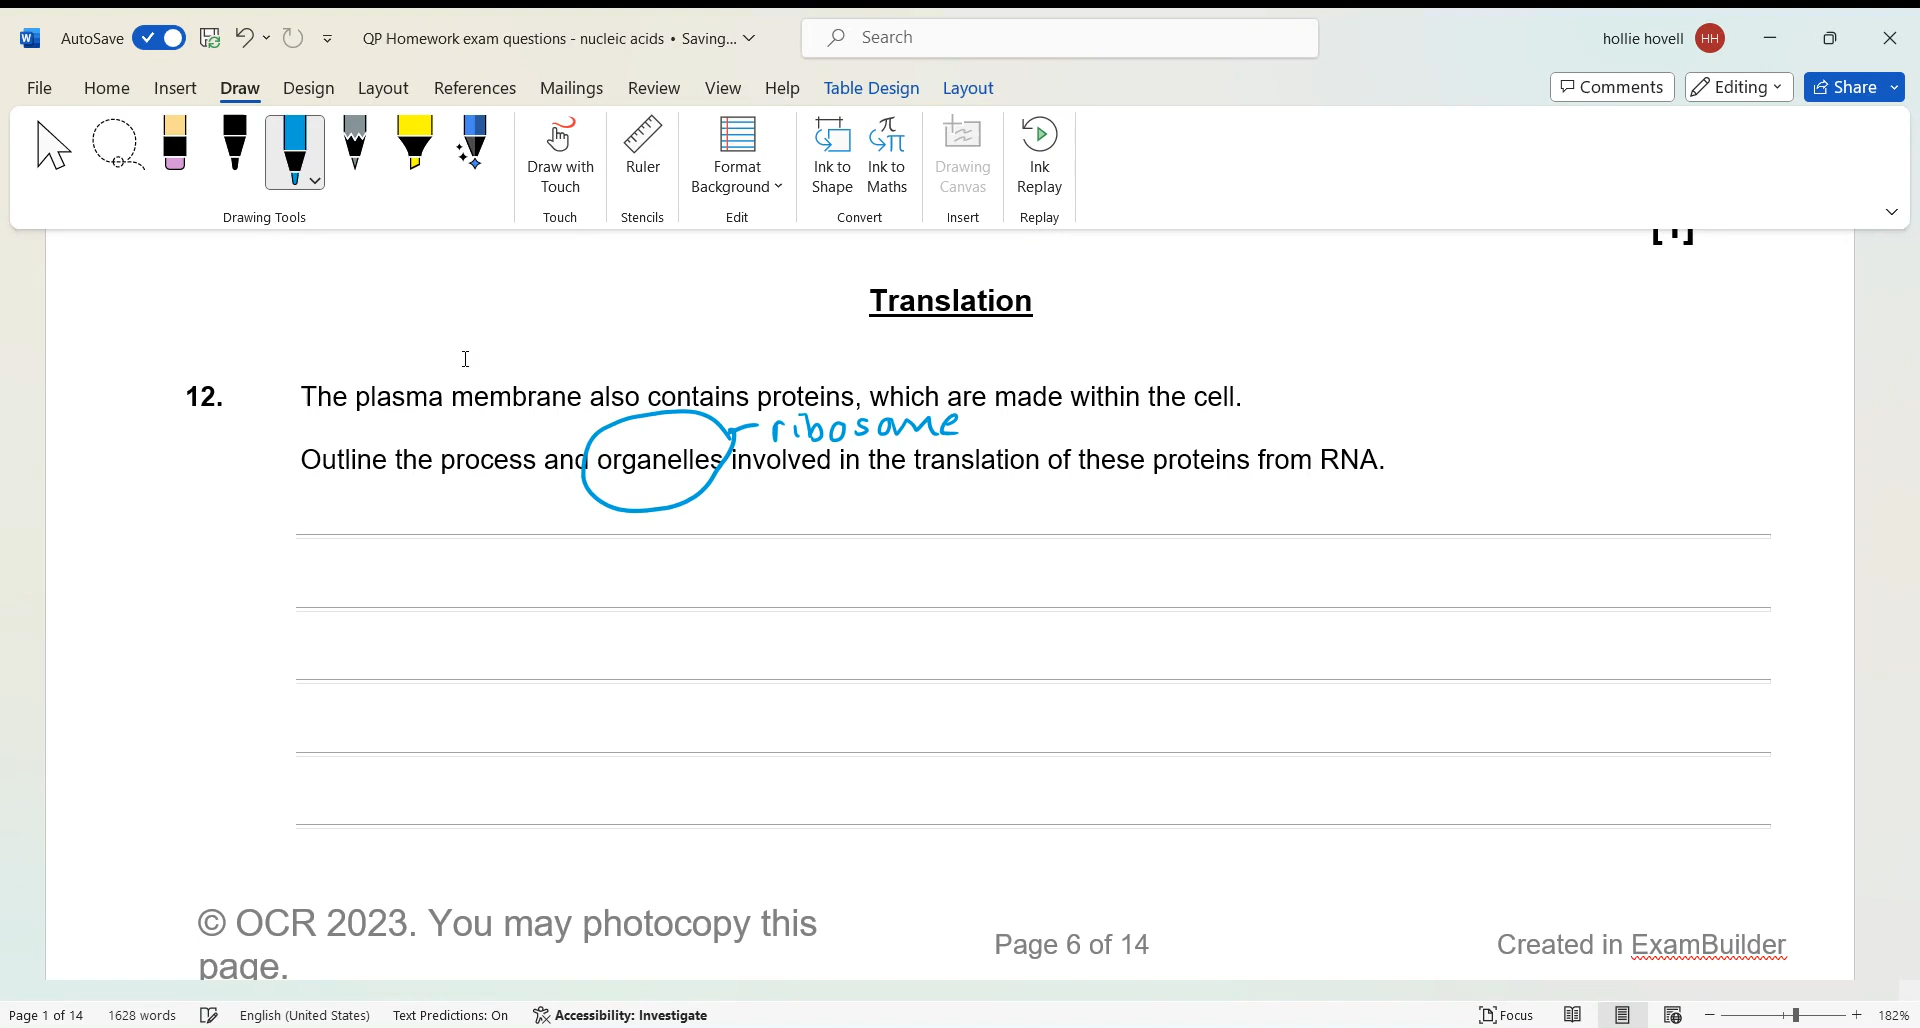 AutoSave
QP Homework exam questions - nucleic acids • Saving...
Search
hollie hovell HH
File Home Insert Draw Design Layout References Mailings Review View Help Table Design Layout
Comments Editing Share
Draw with Touch
Ruler
Format Background
Ink to Shape
Ink to Maths
Drawing Canvas
Ink Replay
Drawing Tools Touch Stencils Edit Convert Insert Replay
[1]
Translation
12. The plasma membrane also contains proteins, which are made within the cell.
ribosome
Outline the process and organelles involved in the translation of these proteins from RNA.
© OCR 2023. You may photocopy this
page.
Page 6 of 14
Created in ExamBuilder
Page 1 of 14 1628 words English (United States) Text Predictions: On Accessibility: Investigate Focus 182%